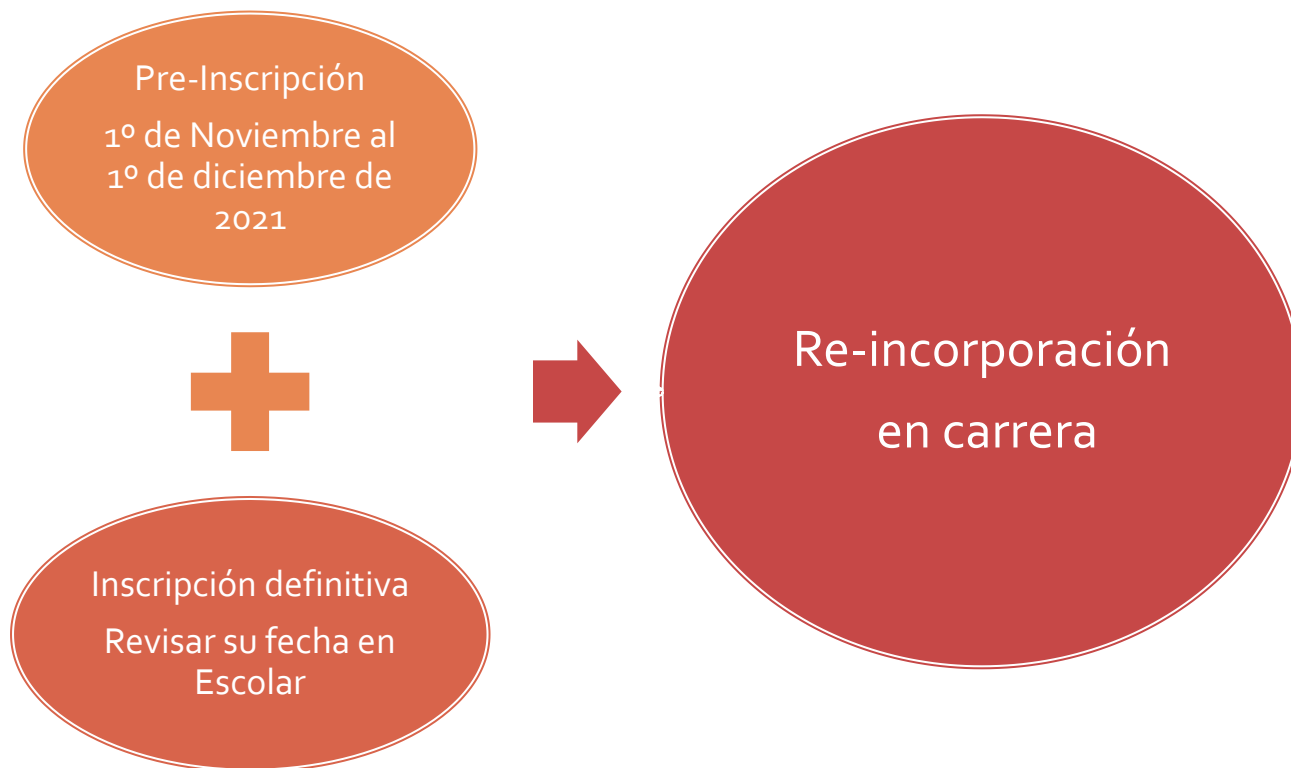 Pre-Inscripción
1º de Noviembre al
1º de diciembre de
2021
Inscripción definitiva
Revisar su fecha en
Escolar
Re-incorporación
en carrera